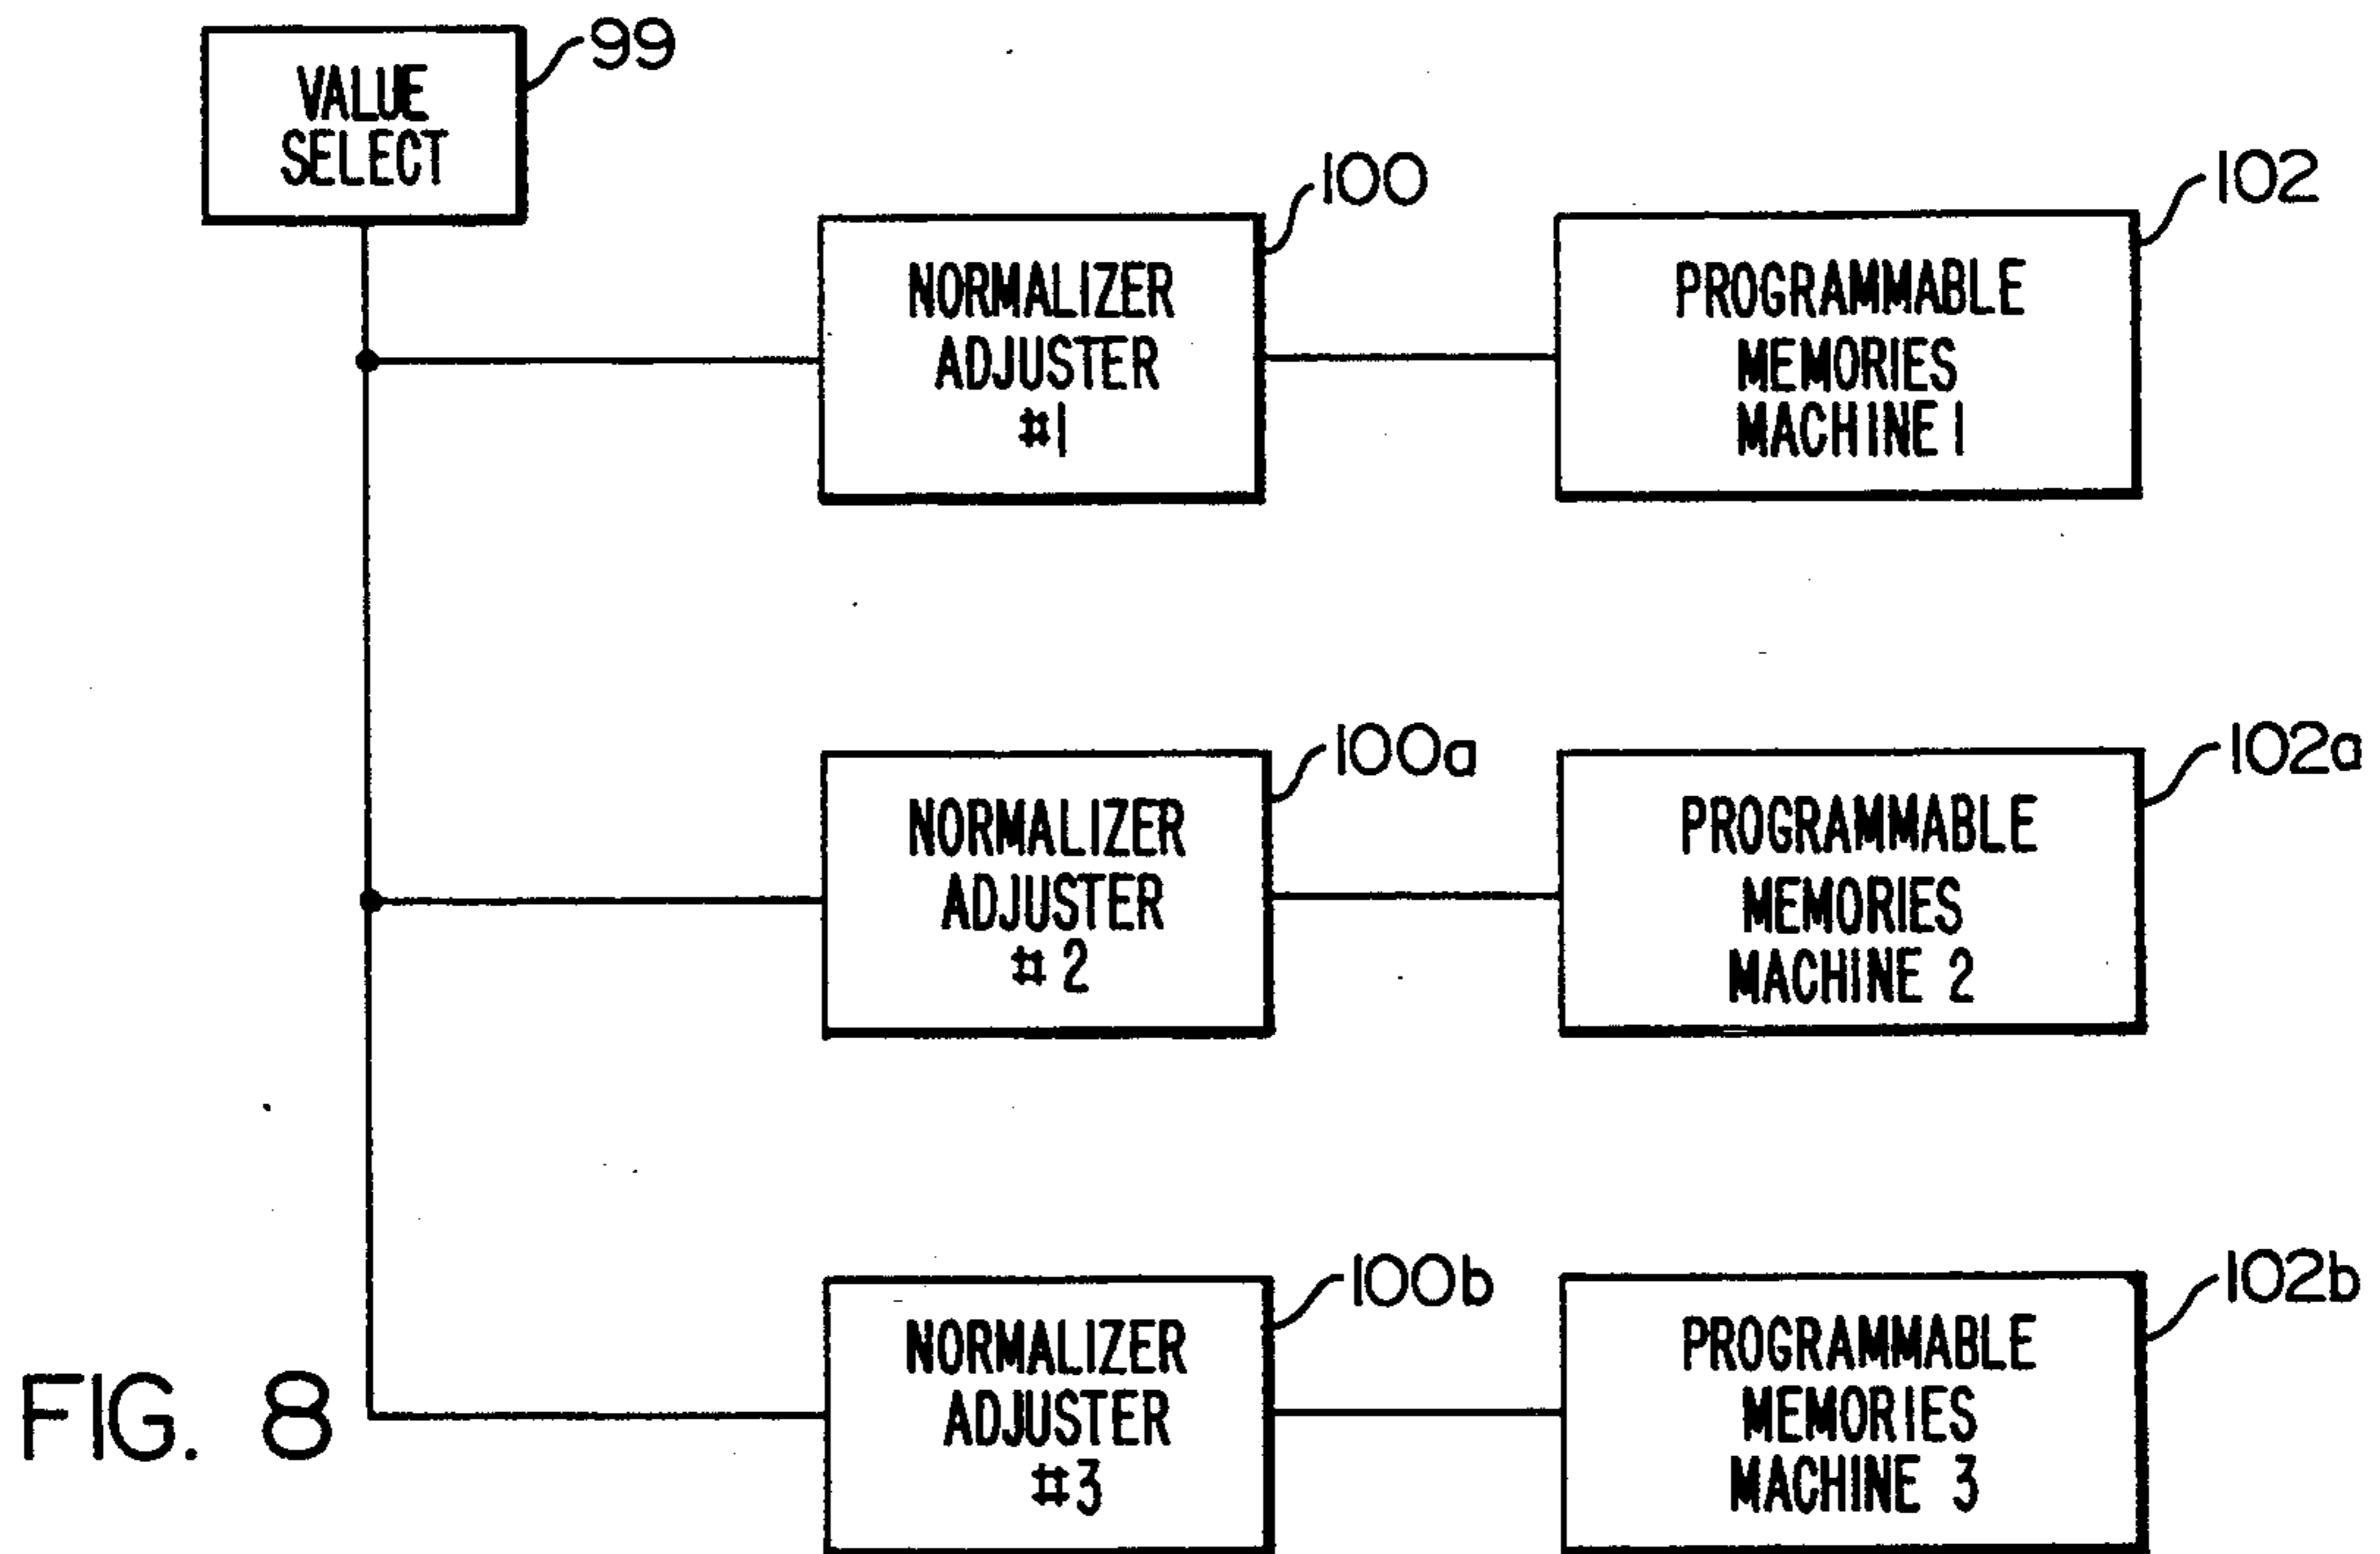 99
VALUE
SELECT
100
102
NORMALIZER
ADJUSTER
#1
PROGRAMMABLE
MEMORIES
MACHINE 1
100a
102a
NORMALIZER
ADJUSTER
#2
PROGRAMMABLE
MEMORIES
MACHINE 2
100b
102b
NORMALIZER
ADJUSTER
#3
PROGRAMMABLE
MEMORIES
MACHINE 3
FIG. 8